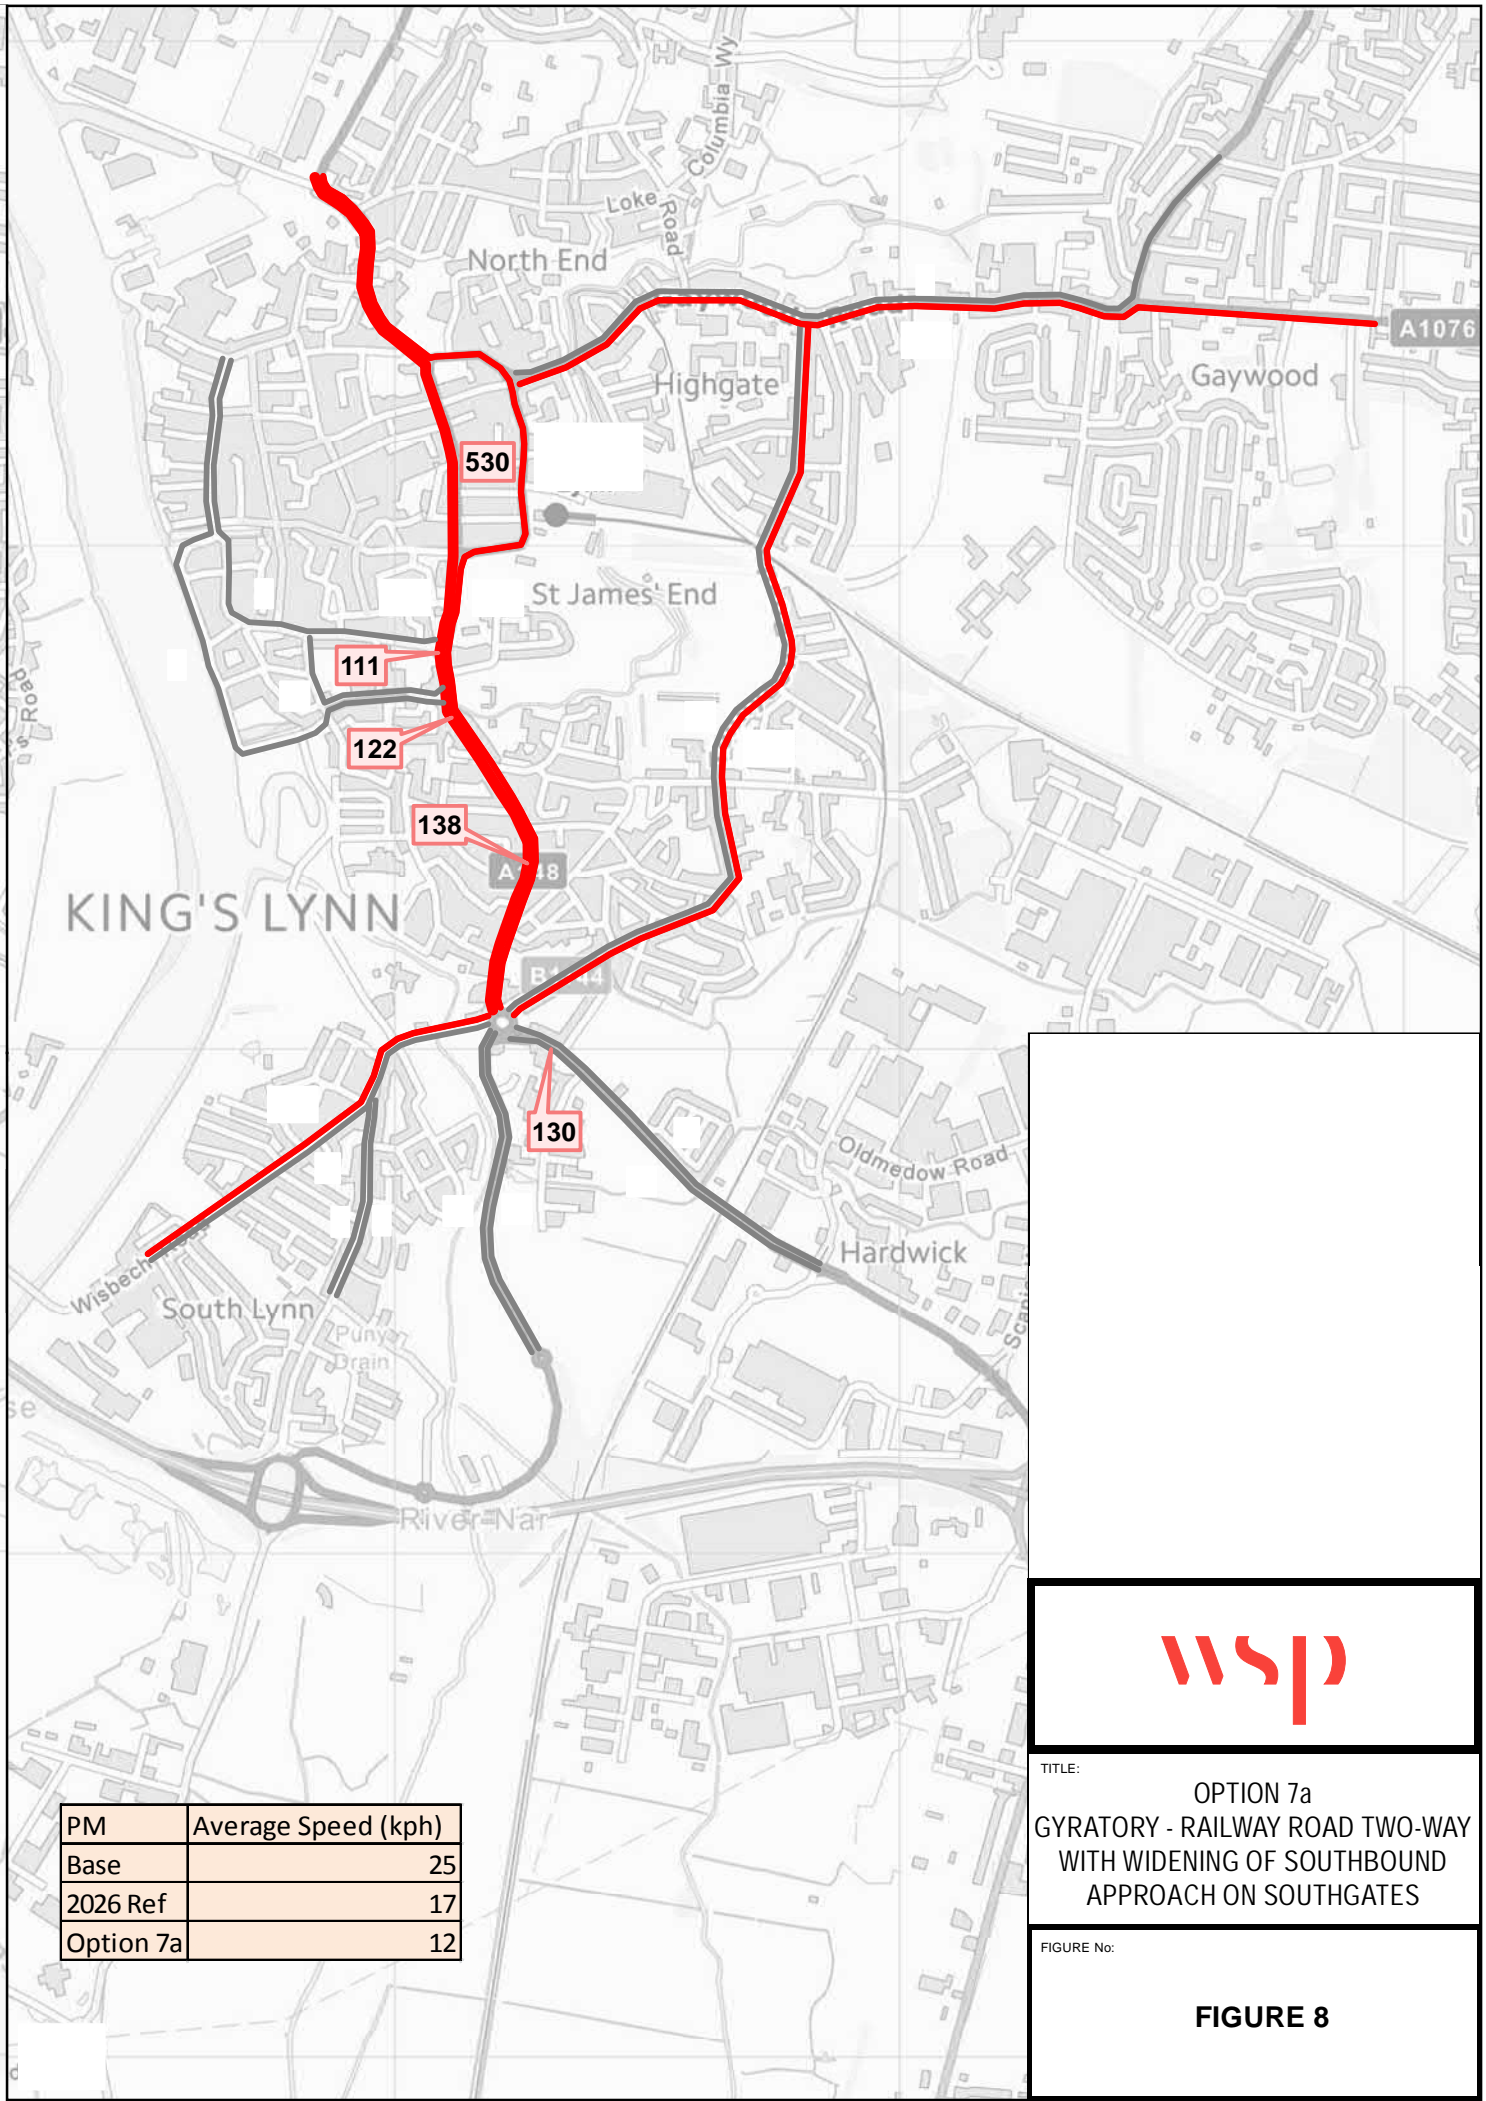 Columbia Wy
Loke Road
North End
A1076
Highgate
Gaywood
530
St James' End
111
's Road
122
138
KING'S LYNN
130
Oldmedow Road
Hardwick
Wisbech
South Lynn
Puny
Drain
River Nar
wsp
TITLE:
OPTION 7a
GYRATORY - RAILWAY ROAD TWO-WAY
WITH WIDENING OF SOUTHBOUND
APPROACH ON SOUTHGATES
PM Average Speed (kph)
Base 25
2026 Ref 17
Option 7a 12
FIGURE No:
FIGURE 8